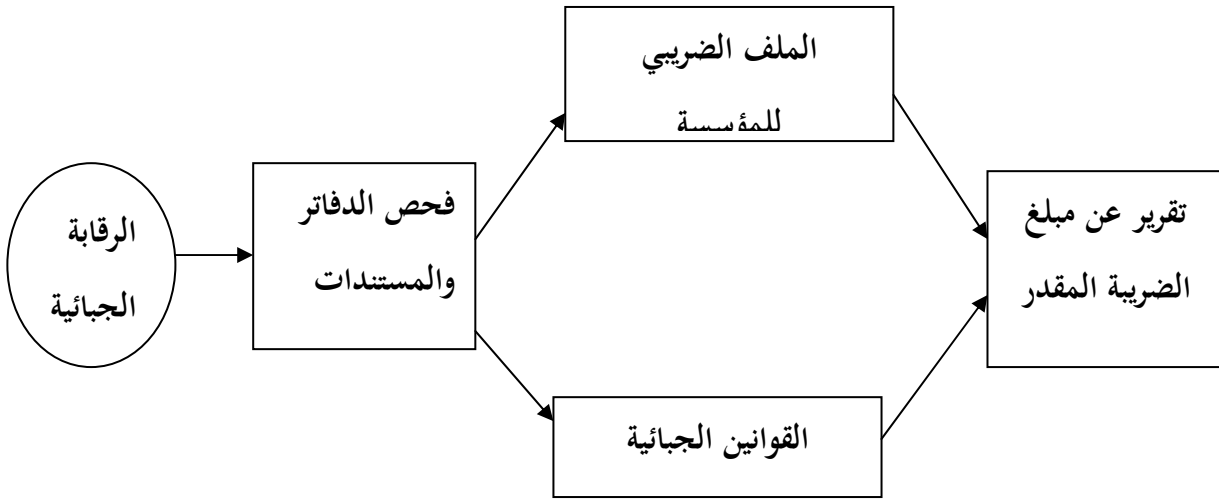 الرقابة
الجبائية
فحص الدفاتر
والمستندات
الملف الضريبي
للمؤسسة
القوانين الجبائية
تقرير عن مبلغ
الضريبة المقدر